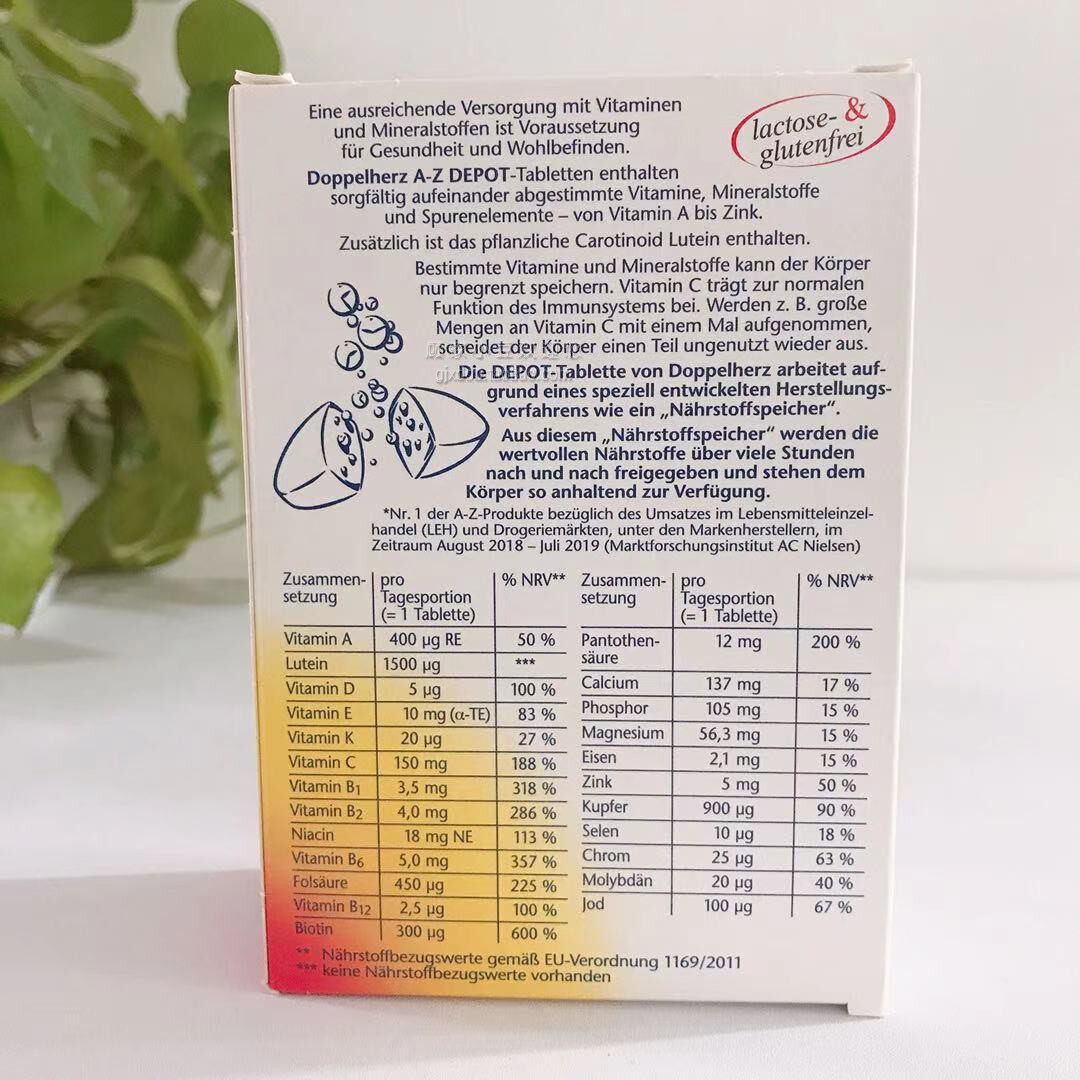 Eine ausreichende Versorgung mit Vitaminen
und Mineralstoffen ist Voraussetzung
für Gesundheit und Wohlbefinden.
lactose- &
glutenfrei
Doppelherz A-Z DEPOT-Tabletten enthalten
sorgfältig aufeinander abgestimmte Vitamine, Mineralstoffe
und Spurenelemente – von Vitamin A bis Zink.
Zusätzlich ist das pflanzliche Carotinoid Lutein enthalten.
Bestimmte Vitamine und Mineralstoffe kann der Körper
nur begrenzt speichern. Vitamin C trägt zur normalen
Funktion des Immunsystems bei. Werden z. B. große
Mengen an Vitamin C mit einem Mal aufgenommen,
scheidet der Körper einen Teil ungenutzt wieder aus.
Die DEPOT-Tablette von Doppelherz arbeitet auf-
grund eines speziell entwickelten Herstellungs-
verfahrens wie ein „Nährstoffspeicher“.
Aus diesem „Nährstoffspeicher“ werden die
wertvollen Nährstoffe über viele Stunden
nach und nach freigegeben und stehen dem
Körper so anhaltend zur Verfügung.
*Nr. 1 der A-Z-Produkte bezüglich des Umsatzes im Lebensmitteleinzel-
handel (LEH) und Drogeriemärkten, unter den Markenherstellern, im
Zeitraum August 2018 – Juli 2019 (Marktforschungsinstitut AC Nielsen)
Zusammen-
setzung
pro
Tagesportion
(= 1 Tablette)
% NRV**
Vitamin A 400 µg RE 50 %
Lutein 1500 µg ***
Vitamin D 5 µg 100 %
Vitamin E 10 mg (α-TE) 83 %
Vitamin K 20 µg 27 %
Vitamin C 150 mg 188 %
Vitamin B1 3,5 mg 318 %
Vitamin B2 4,0 mg 286 %
Niacin 18 mg NE 113 %
Vitamin B6 5,0 mg 357 %
Folsäure 450 µg 225 %
Vitamin B12 2,5 µg 100 %
Biotin 300 µg 600 %
Zusammen-
setzung
pro
Tagesportion
(= 1 Tablette)
% NRV**
Pantothen- 12 mg 200 %
säure
Calcium 137 mg 17 %
Phosphor 105 mg 15 %
Magnesium 56,3 mg 15 %
Eisen 2,1 mg 15 %
Zink 5 mg 50 %
Kupfer 900 µg 90 %
Selen 10 µg 18 %
Chrom 25 µg 63 %
Molybdän 20 µg 40 %
Jod 100 µg 67 %
** Nährstoffbezugswerte gemäß EU-Verordnung 1169/2011
*** keine Nährstoffbezugswerte vorhanden